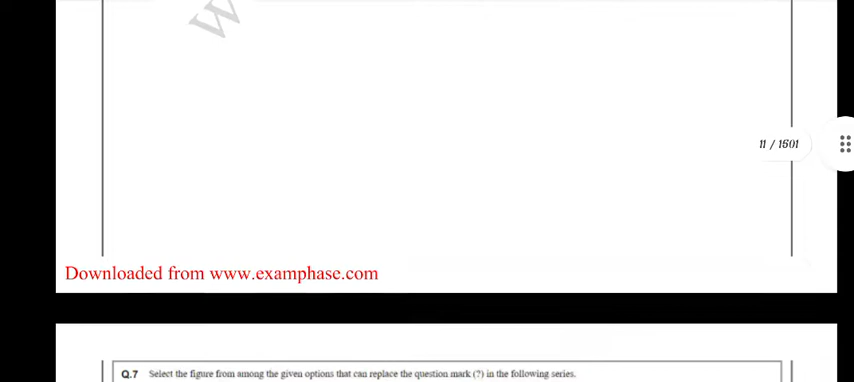 W
11 / 1501
Downloaded from www.examphase.com
Q.7 Select the figure from among the given options that can replace the question mark (?) in the following series.